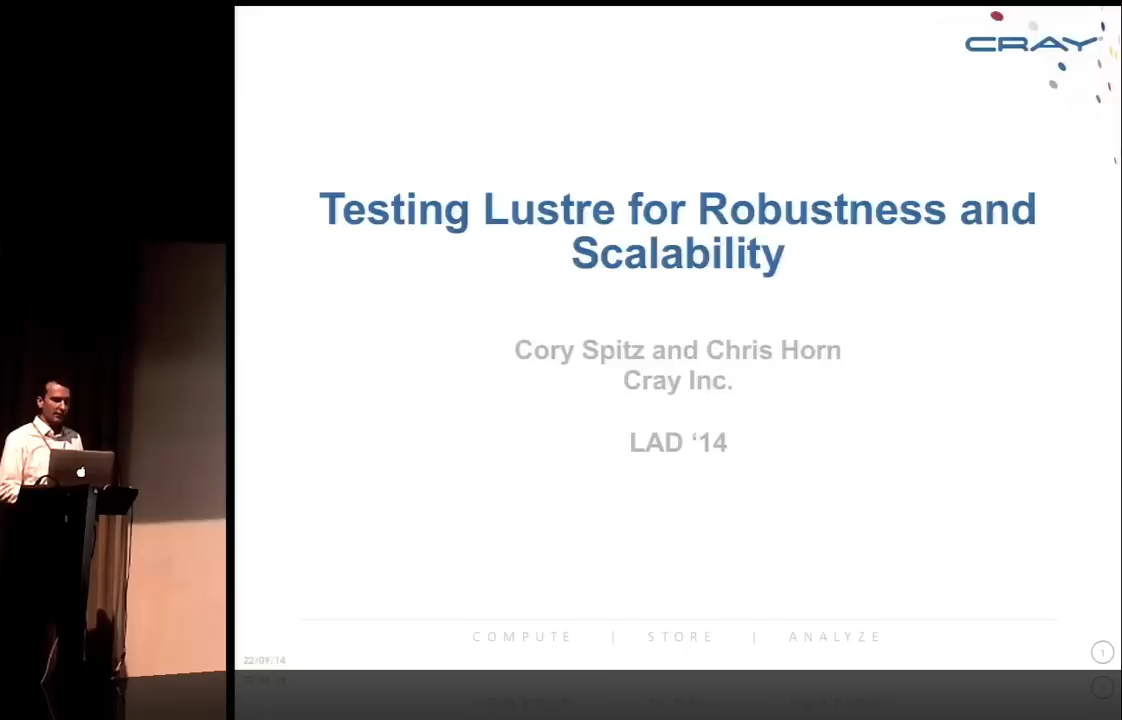 CRAY
Testing Lustre for Robustness and
Scalability
Cory Spitz and Chris Horn
Cray Inc.
LAD ‘14
COMPUTE | STORE | ANALYZE
22/09/14
1